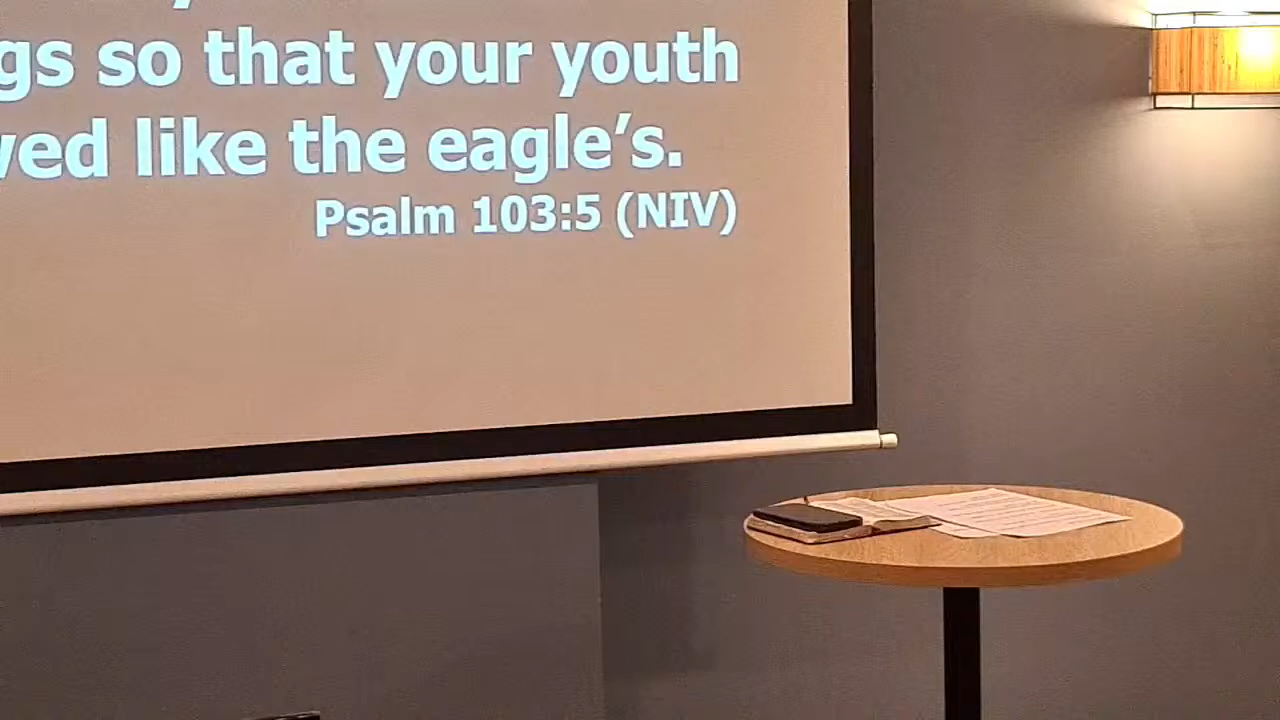 gs so that your youth
wed like the eagle’s.
Psalm 103:5 (NIV)